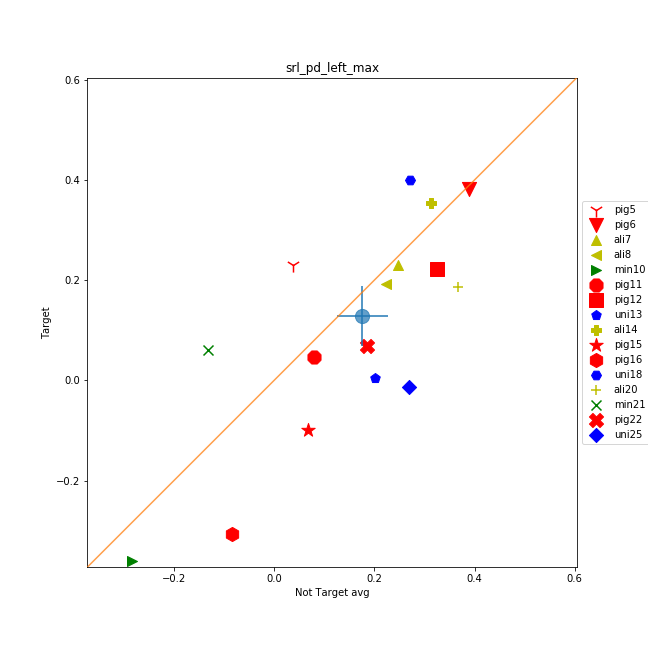 srl_pd_left_max
0.6
0.4
0.2
0.0
−0.2
Target
−0.2
0.0
0.2
0.4
0.6
Not Target avg
pig5
pig6
ali7
ali8
min10
pig11
pig12
uni13
ali14
pig15
pig16
uni18
ali20
min21
pig22
uni25